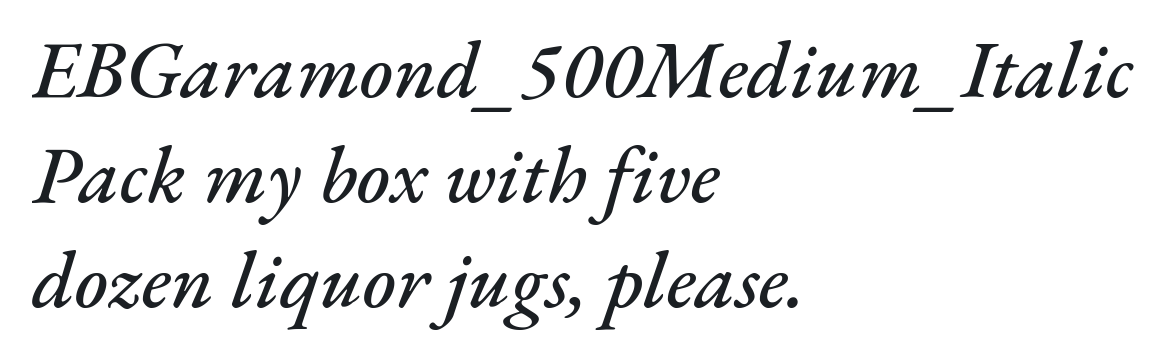 EBGaramond_500Medium_Italic
Pack my box with five
dozen liquor jugs, please.